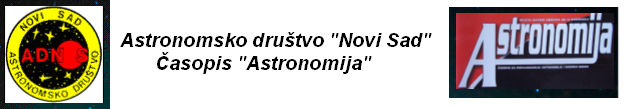 NOVI SAD
ADNS
ASTRONOMSKO DRUŠTVO
Astronomsko društvo "Novi Sad"
Časopis "Astronomija"
Astronomija